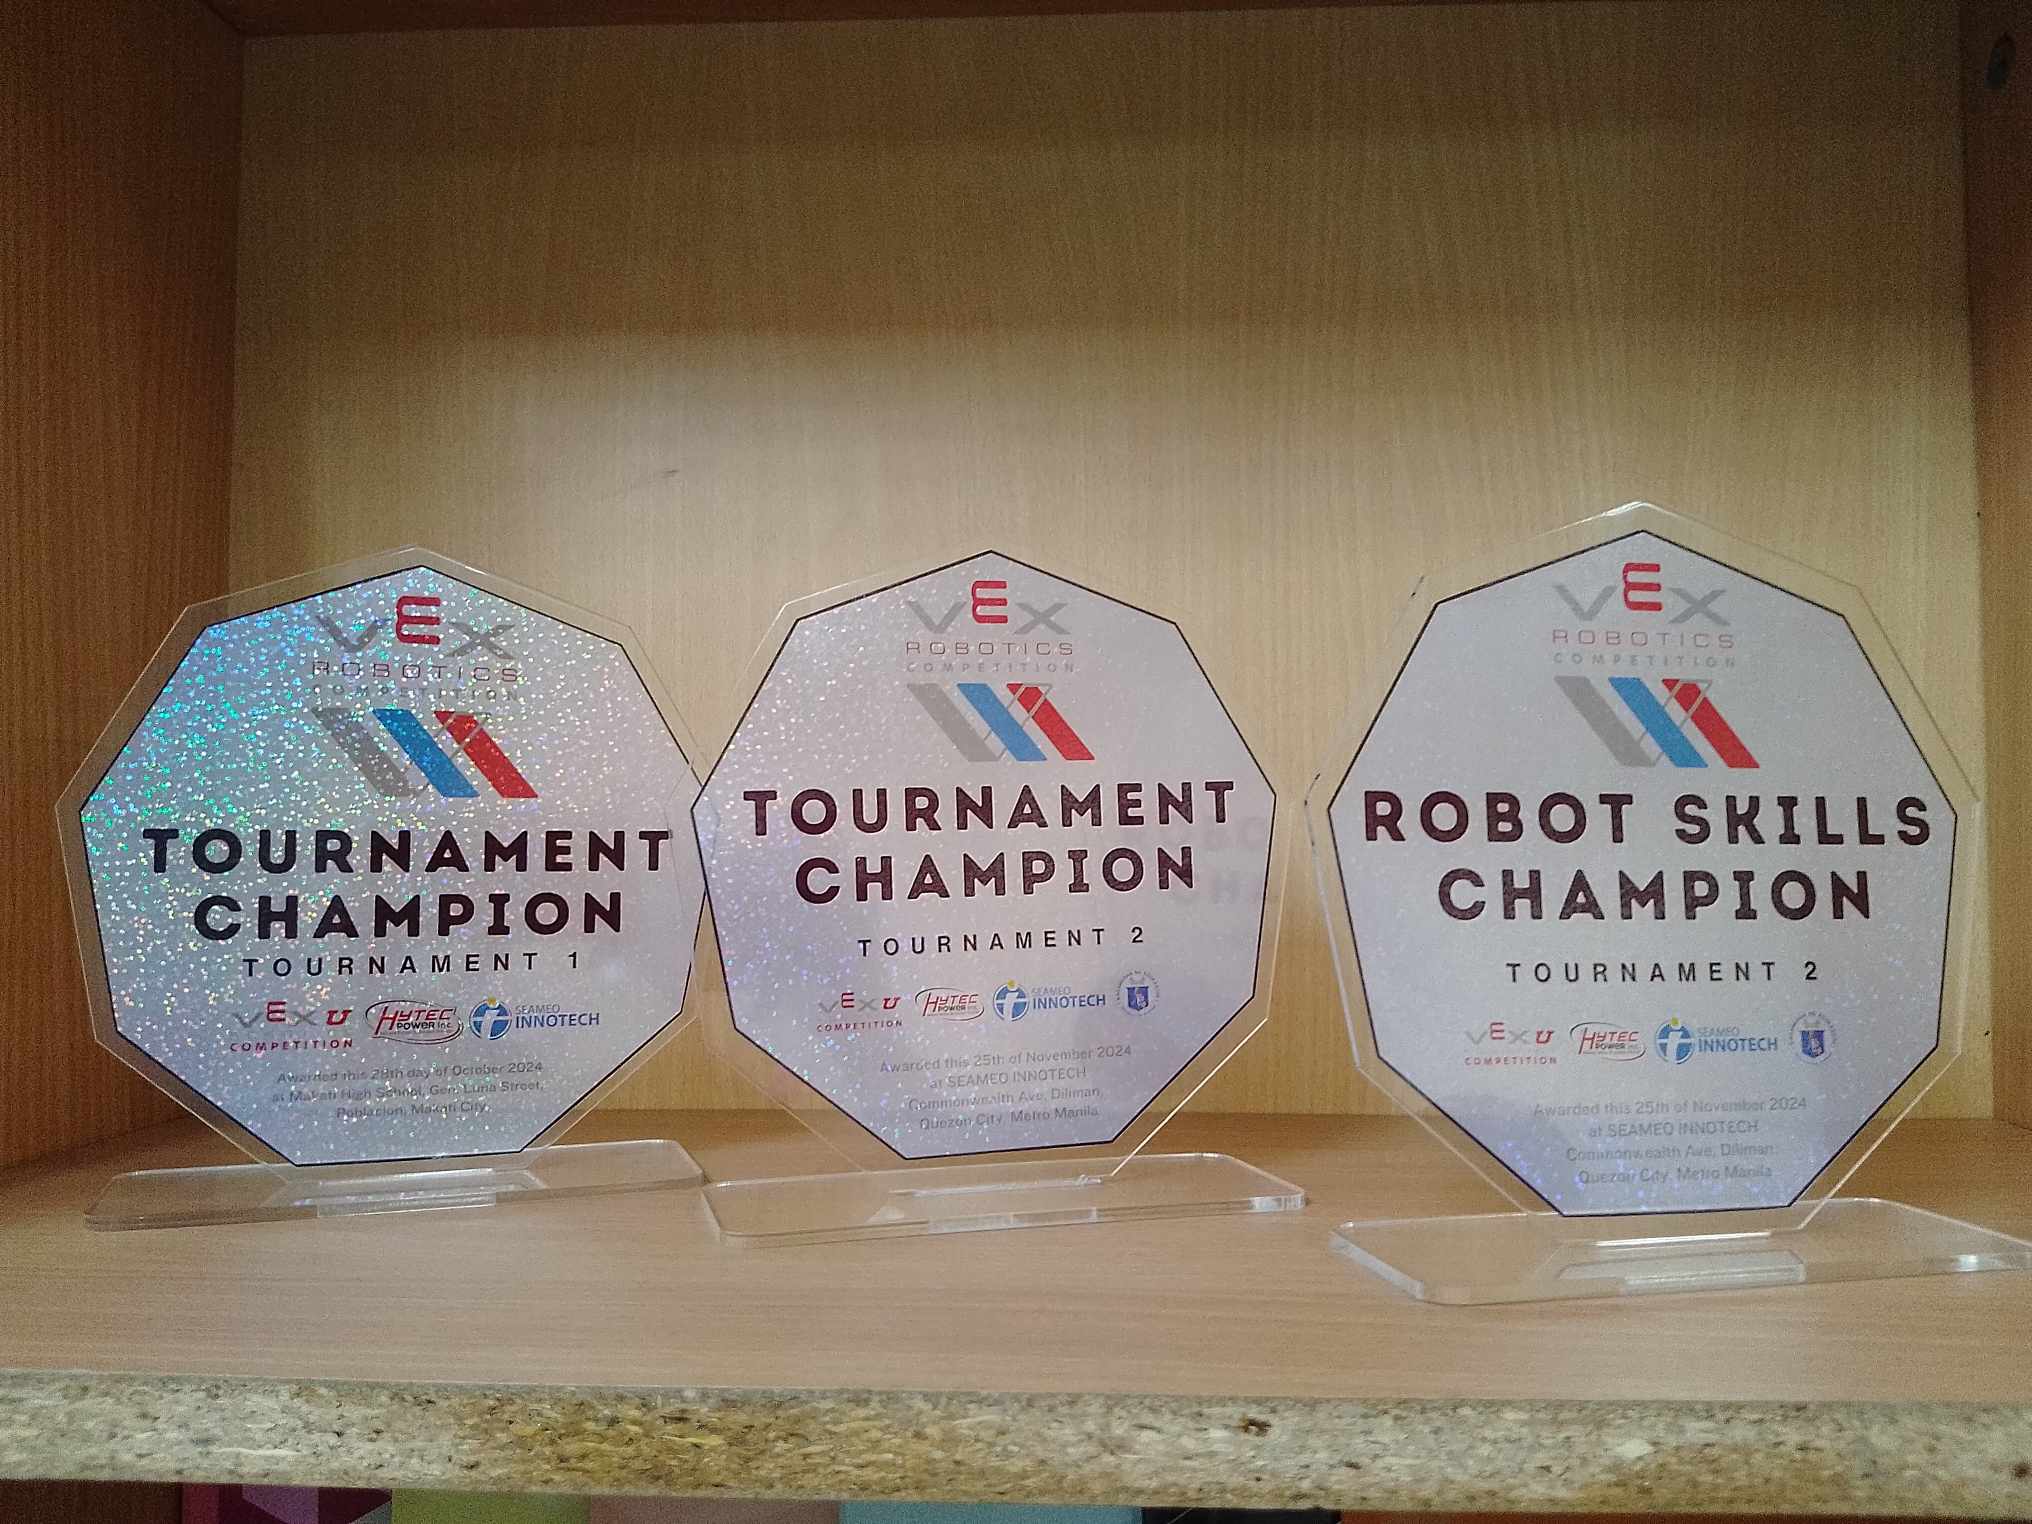 VEX
ROBOTICS
COMPETITION
TOURNAMENT
CHAMPION
TOURNAMENT 1
VEX U
COMPETITION
HYTEC
POWER Inc.
SEAMEO
INNOTECH
Awarded this 28th day of October 2024
at Makati High School, Gen. Luna Street,
Poblacion, Makati City.
VEX
ROBOTICS
COMPETITION
TOURNAMENT
CHAMPION
TOURNAMENT 2
VEX U
COMPETITION
HYTEC
POWER Inc.
SEAMEO
INNOTECH
Awarded this 25th of November 2024
at SEAMEO INNOTECH
Commonwealth Ave, Diliman,
Quezon City, Metro Manila
VEX
ROBOTICS
COMPETITION
ROBOT SKILLS
CHAMPION
TOURNAMENT 2
VEX U
COMPETITION
HYTEC
POWER Inc.
SEAMEO
INNOTECH
Awarded this 25th of November 2024
at SEAMEO INNOTECH
Commonwealth Ave, Diliman,
Quezon City, Metro Manila